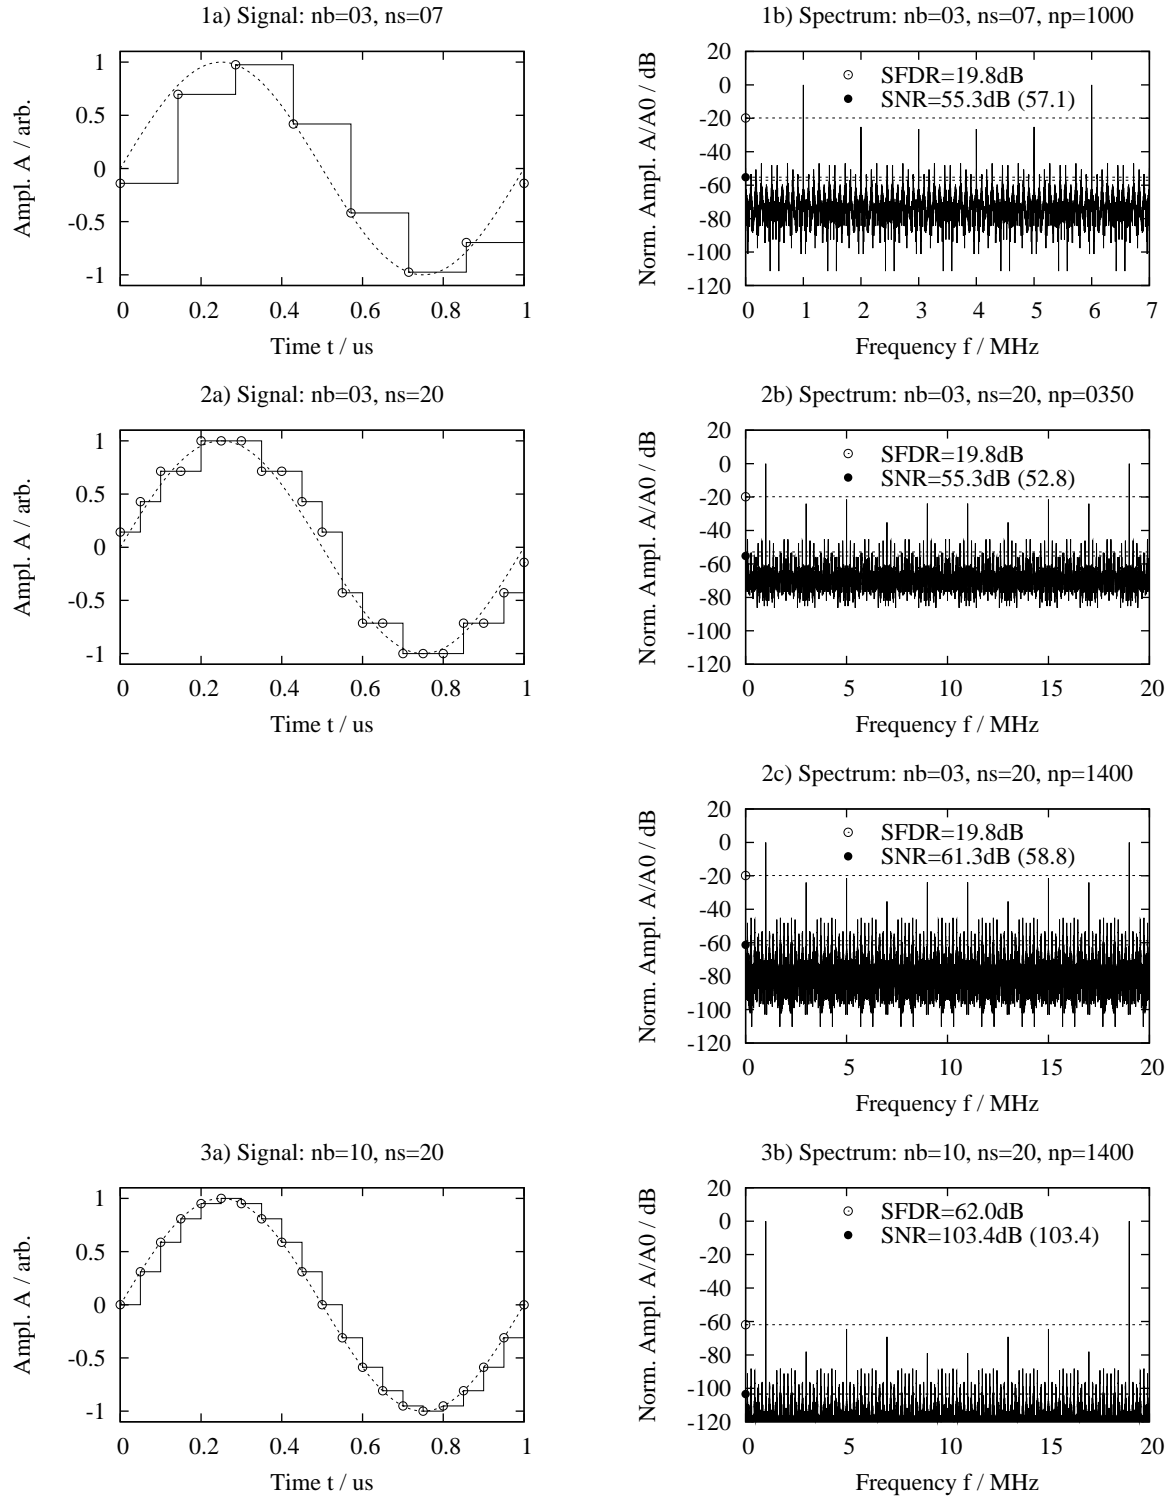 1a) Signal: nb=03, ns=07
Ampl. A / arb.
1
0.5
0
-0.5
-1
0 0.2 0.4 0.6 0.8 1
Time t / us
1b) Spectrum: nb=03, ns=07, np=1000
Norm. Ampl. A/A0 / dB
20
0
-20
-40
-60
-80
-100
-120
SFDR=19.8dB
SNR=55.3dB (57.1)
0 1 2 3 4 5 6 7
Frequency f / MHz
2a) Signal: nb=03, ns=20
Ampl. A / arb.
1
0.5
0
-0.5
-1
0 0.2 0.4 0.6 0.8 1
Time t / us
2b) Spectrum: nb=03, ns=20, np=0350
Norm. Ampl. A/A0 / dB
20
0
-20
-40
-60
-80
-100
-120
SFDR=19.8dB
SNR=55.3dB (52.8)
0 5 10 15 20
Frequency f / MHz
2c) Spectrum: nb=03, ns=20, np=1400
Norm. Ampl. A/A0 / dB
20
0
-20
-40
-60
-80
-100
-120
SFDR=19.8dB
SNR=61.3dB (58.8)
0 5 10 15 20
Frequency f / MHz
3a) Signal: nb=10, ns=20
Ampl. A / arb.
1
0.5
0
-0.5
-1
0 0.2 0.4 0.6 0.8 1
Time t / us
3b) Spectrum: nb=10, ns=20, np=1400
Norm. Ampl. A/A0 / dB
20
0
-20
-40
-60
-80
-100
-120
SFDR=62.0dB
SNR=103.4dB (103.4)
0 5 10 15 20
Frequency f / MHz